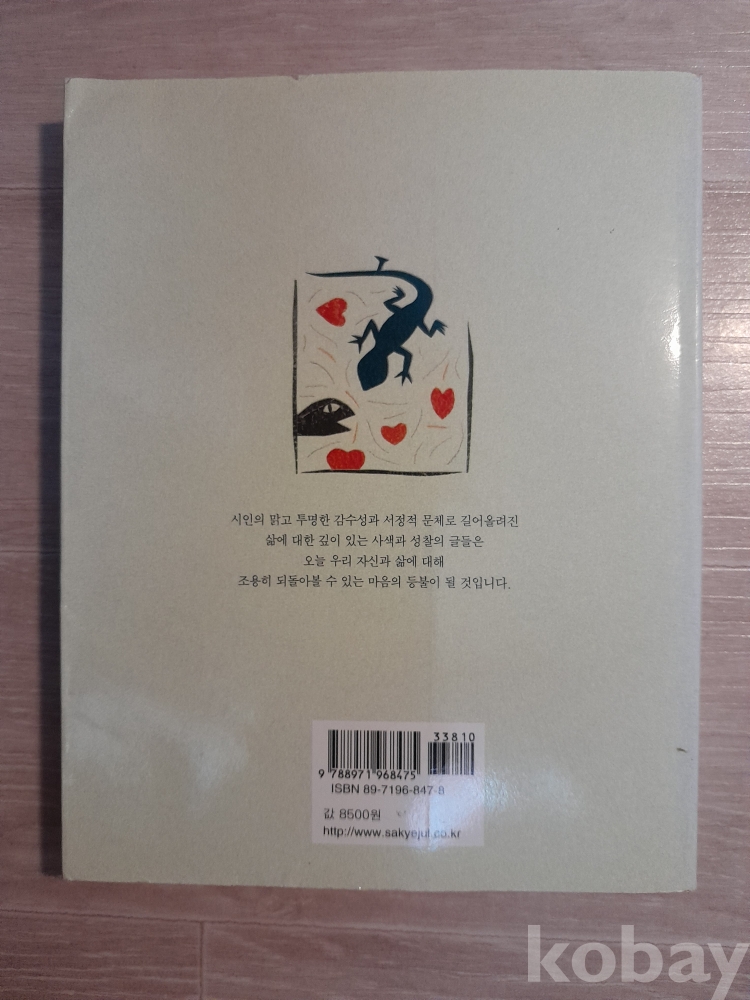 시인의 맑고 투명한 감수성과 서정적 문체로 길어올려진
삶에 대한 깊이 있는 사색과 성찰의 글들은
오늘 우리 자신과 삶에 대해
조용히 되돌아볼 수 있는 마음의 등불이 될 것입니다.
33810
9 788971 968475
ISBN 89-7196-847-8
값 8500원
http://www.sakyejul.co.kr
kobay